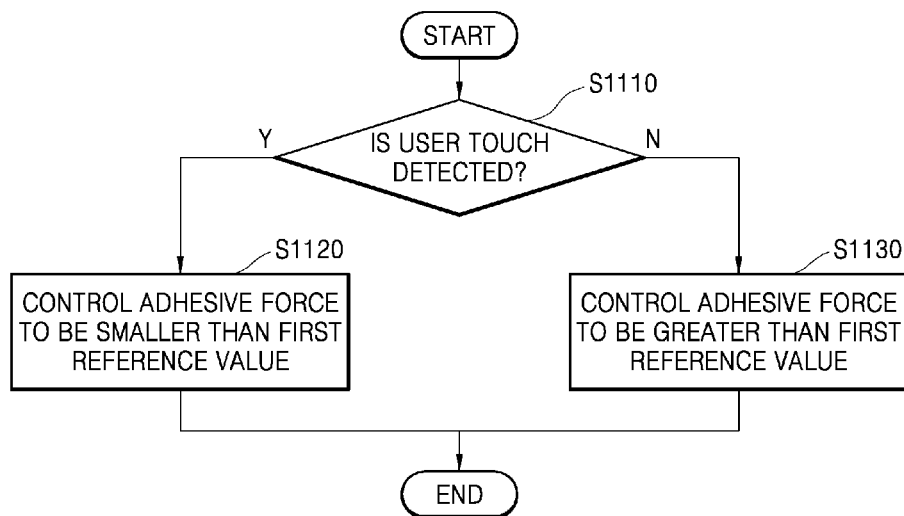 START
S1110
IS USER TOUCH
DETECTED?
Y
N
S1120
CONTROL ADHESIVE FORCE
TO BE SMALLER THAN FIRST
REFERENCE VALUE
S1130
CONTROL ADHESIVE FORCE
TO BE GREATER THAN FIRST
REFERENCE VALUE
END